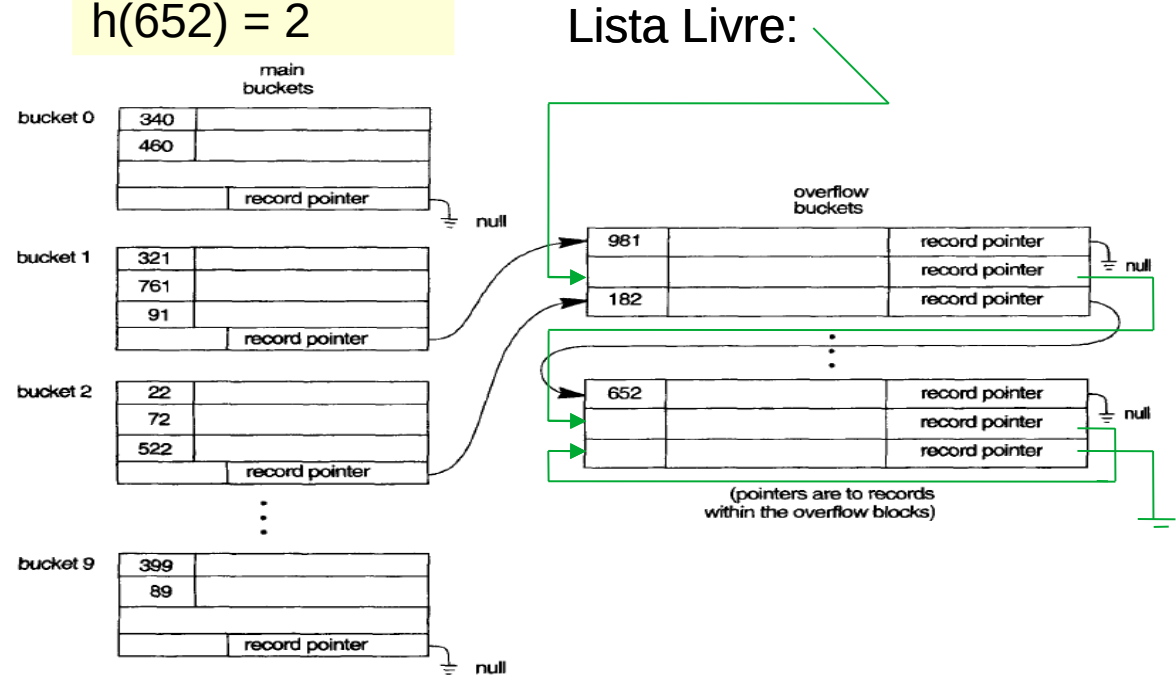 h(652) = 2
Lista Livre:
main
buckets
bucket 0
340
460
record pointer
null
bucket 1
321
761
91
record pointer
bucket 2
22
72
522
record pointer
bucket 9
399
89
record pointer
null
overflow
buckets
981
record pointer
null
record pointer
182
record pointer
652
record pointer
null
record pointer
record pointer
(pointers are to records
within the overflow blocks)